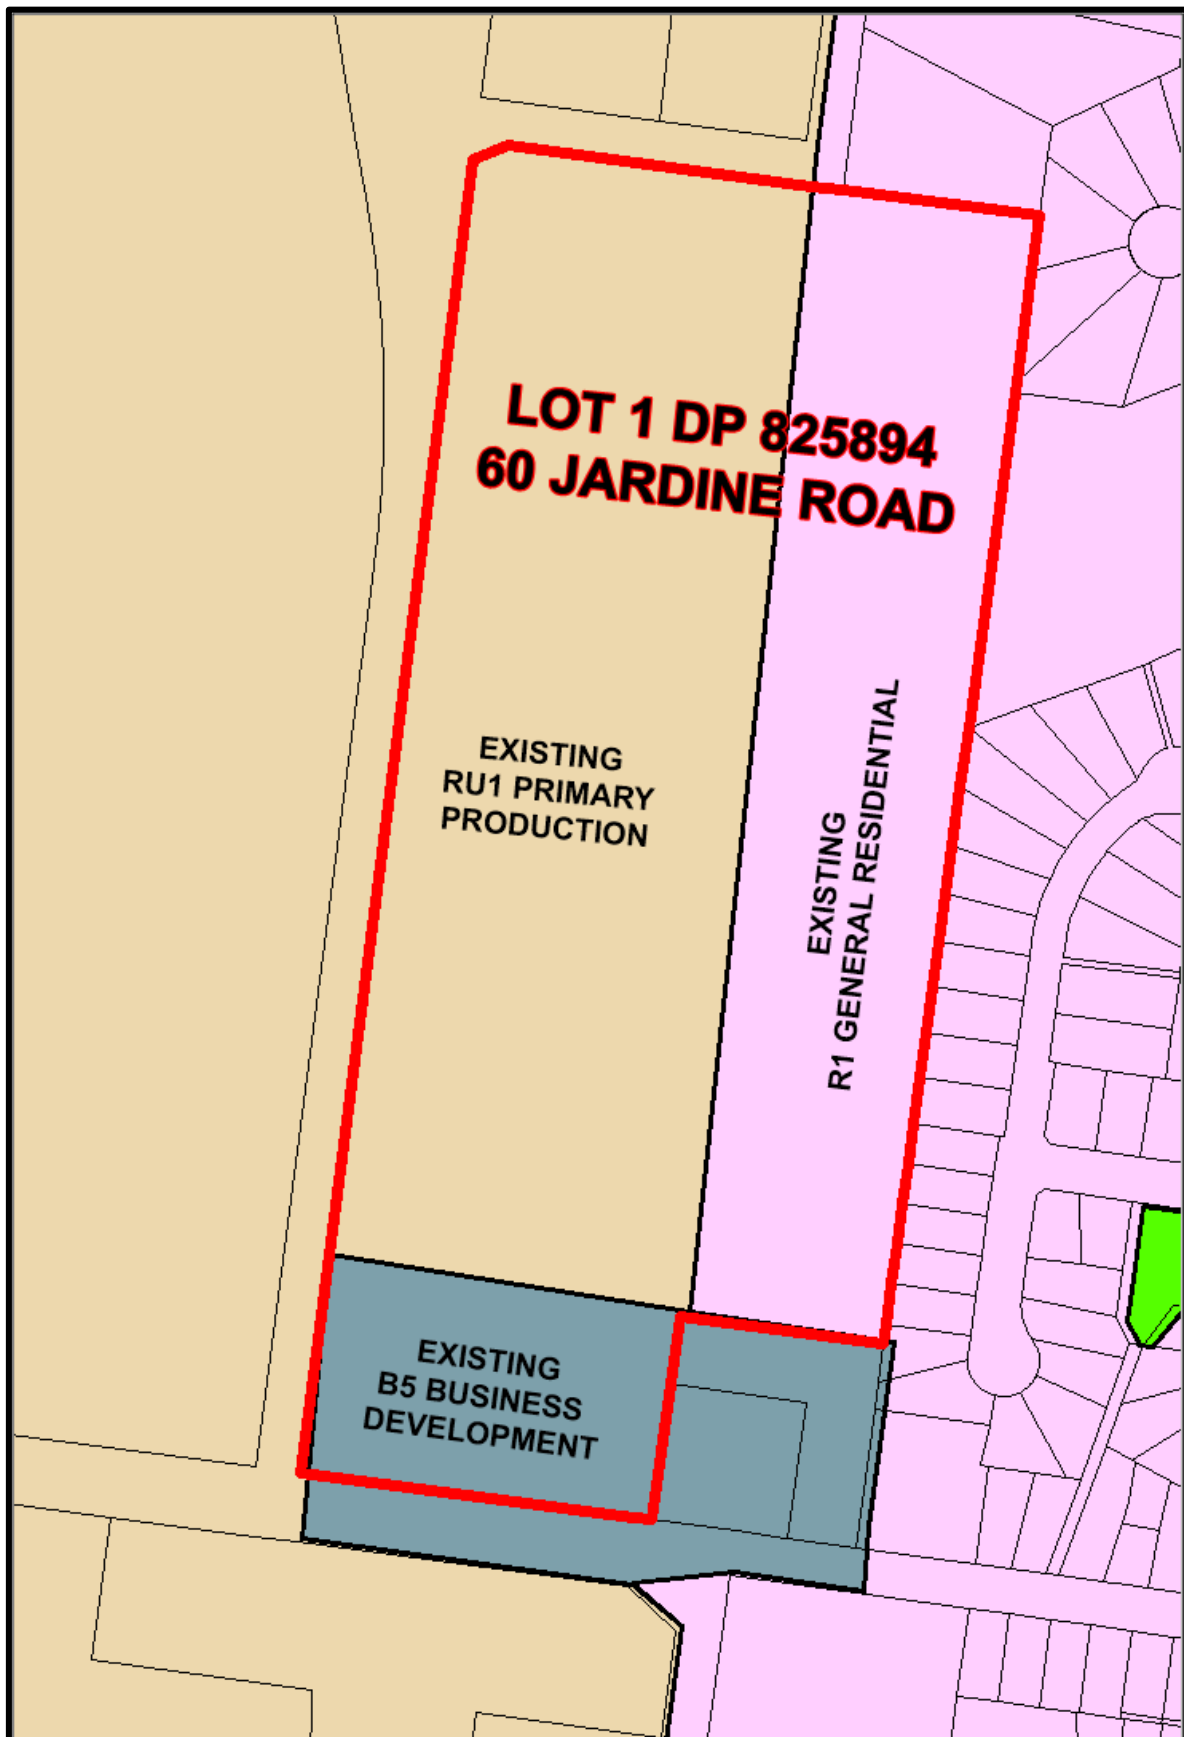 LOT 1 DP 825894
60 JARDINE ROAD
EXISTING
RU1 PRIMARY
PRODUCTION
EXISTING
R1 GENERAL RESIDENTIAL
EXISTING
B5 BUSINESS
DEVELOPMENT